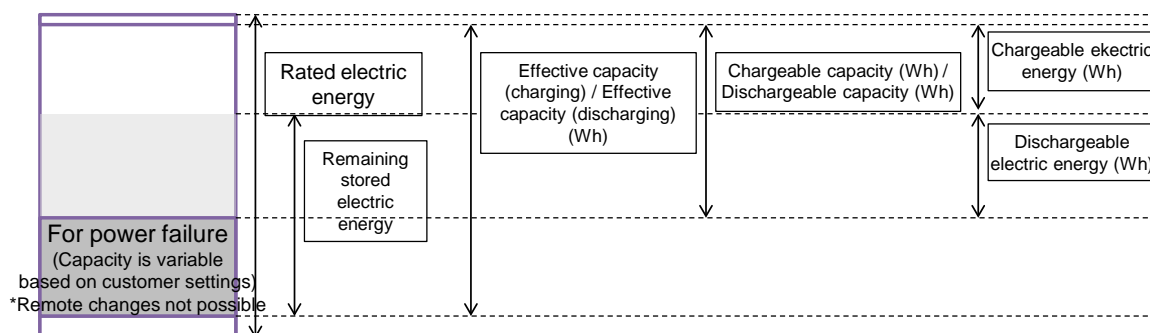 Rated electric
energy
Remaining
stored
electric
energy
Effective capacity
(charging) / Effective
capacity (discharging)
(Wh)
Chargeable capacity (Wh) /
Dischargeable capacity (Wh)
Chargeable ekectric
energy (Wh)
Dischargeable
electric energy (Wh)
For power failure
(Capacity is variable
based on customer settings)
*Remote changes not possible